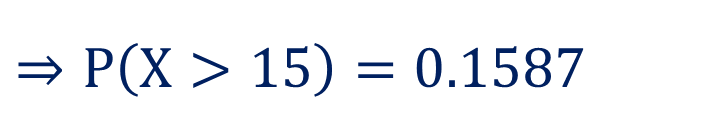 ⇒ P(X > 15) = 0.1587